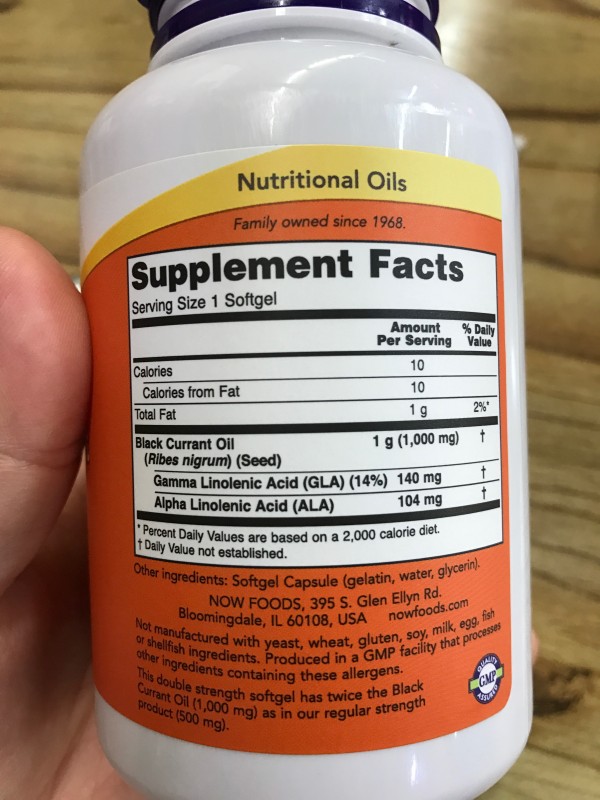 Nutritional Oils
Family owned since 1968.
Supplement Facts
Serving Size 1 Softgel
Amount Per Serving % Daily Value
Calories 10
Calories from Fat 10
Total Fat 1 g 2%*
Black Currant Oil 1 g (1,000 mg) †
(Ribes nigrum) (Seed)
Gamma Linolenic Acid (GLA) (14%) 140 mg †
Alpha Linolenic Acid (ALA) 104 mg †
* Percent Daily Values are based on a 2,000 calorie diet.
† Daily Value not established.
Other ingredients: Softgel Capsule (gelatin, water, glycerin).
NOW FOODS, 395 S. Glen Ellyn Rd.
Bloomingdale, IL 60108, USA nowfoods.com
Not manufactured with yeast, wheat, gluten, soy, milk, egg, fish
or shellfish ingredients. Produced in a GMP facility that processes
other ingredients containing these allergens.
This double strength softgel has twice the Black
Currant Oil (1,000 mg) as in our regular strength
product (500 mg).
QUALITY
GMP
ASSURED